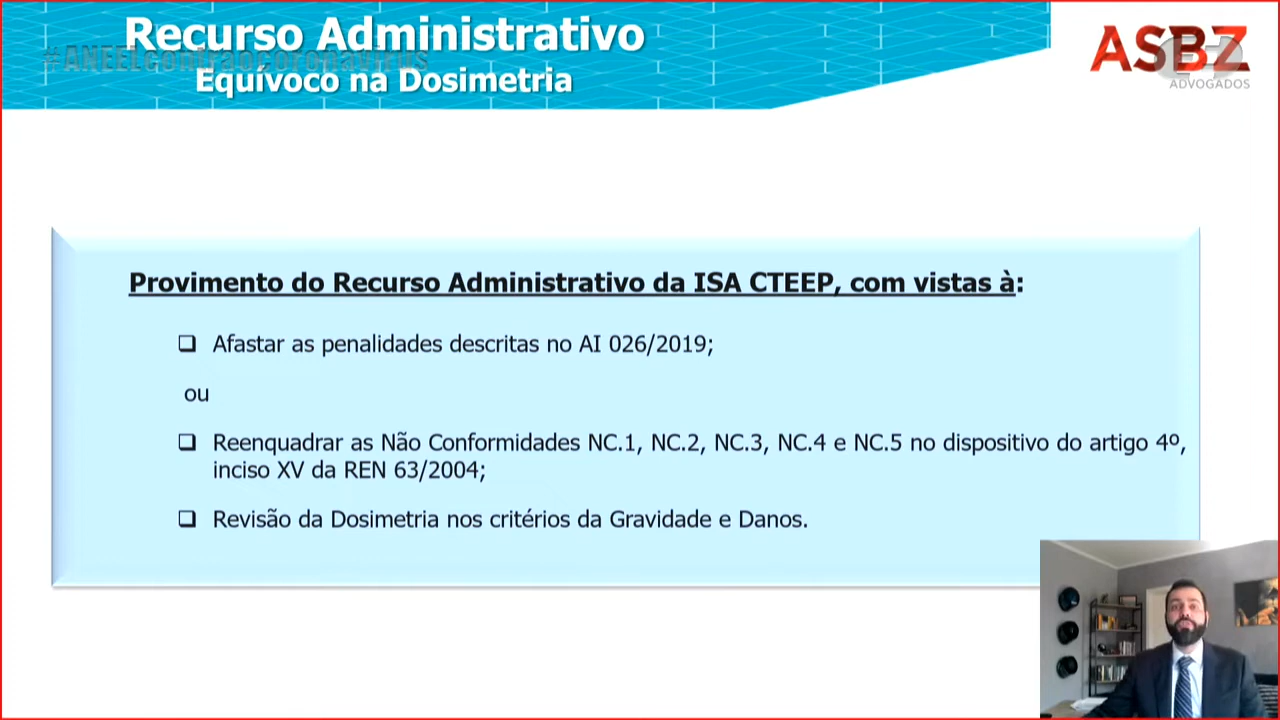 Recurso Administrativo
#ANEELcontraocoronavirus
Equívoco na Dosimetria
ASBZ
ADVOGADOS
Provimento do Recurso Administrativo da ISA CTEEP, com vistas à:
❑ Afastar as penalidades descritas no AI 026/2019;
ou
❑ Reenquadrar as Não Conformidades NC.1, NC.2, NC.3, NC.4 e NC.5 no dispositivo do artigo 4º,
inciso XV da REN 63/2004;
❑ Revisão da Dosimetria nos critérios da Gravidade e Danos.